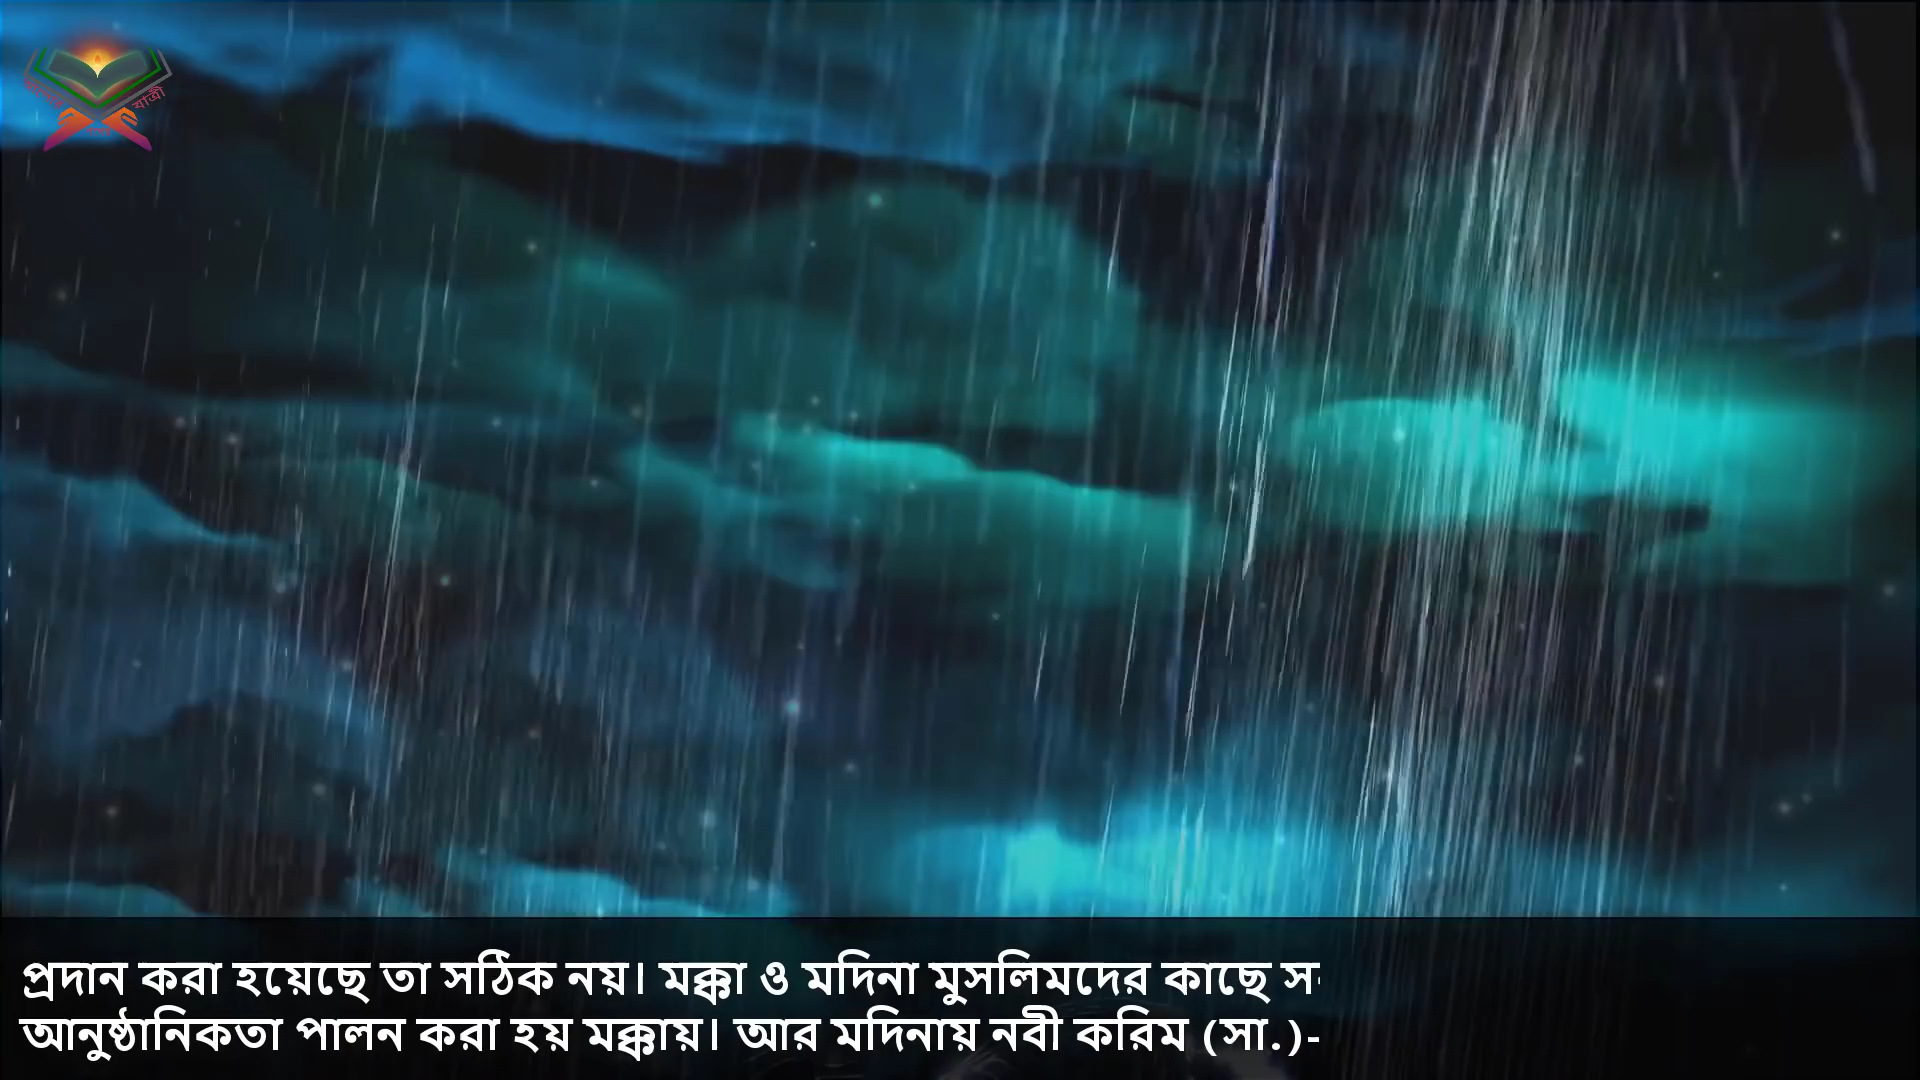 যাত্রী
প্রদান করা হয়েছে তা সঠিক নয়। মক্কা ও মদিনা মুসলিমদের কাছে
আনুষ্ঠানিকতা পালন করা হয় মক্কায়। আর মদিনায় নবী করিম (সা.)-